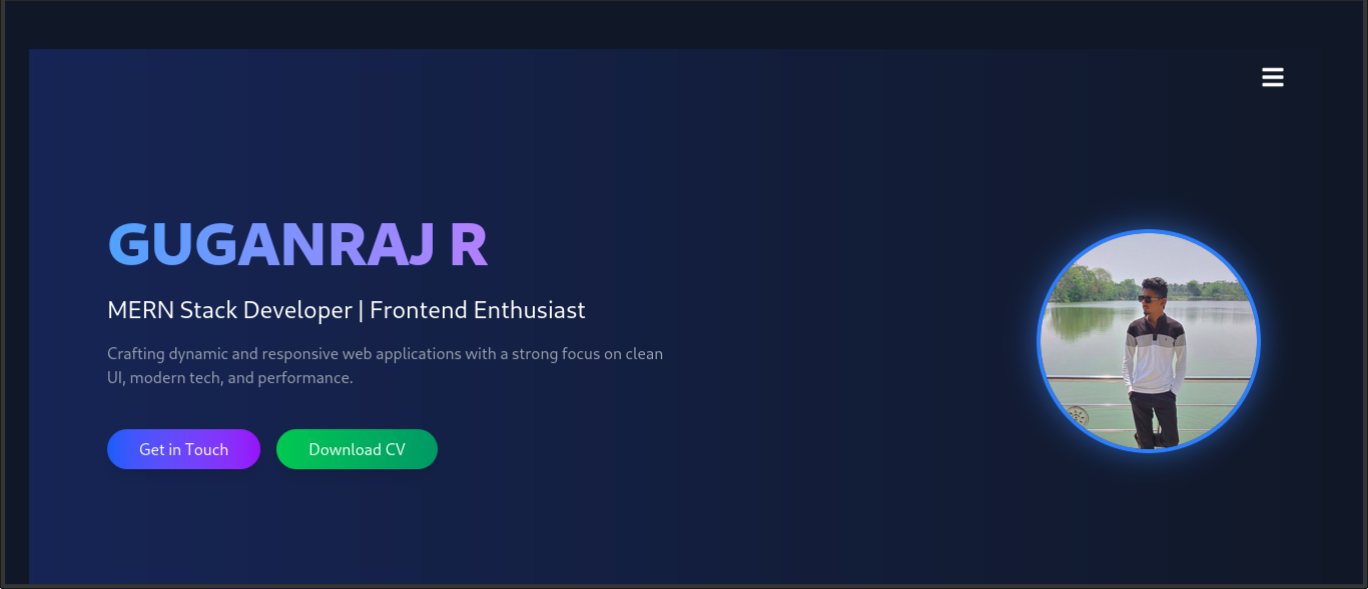 GUGANRAJ R
MERN Stack Developer | Frontend Enthusiast
Crafting dynamic and responsive web applications with a strong focus on clean
UI, modern tech, and performance.
Get in Touch
Download CV